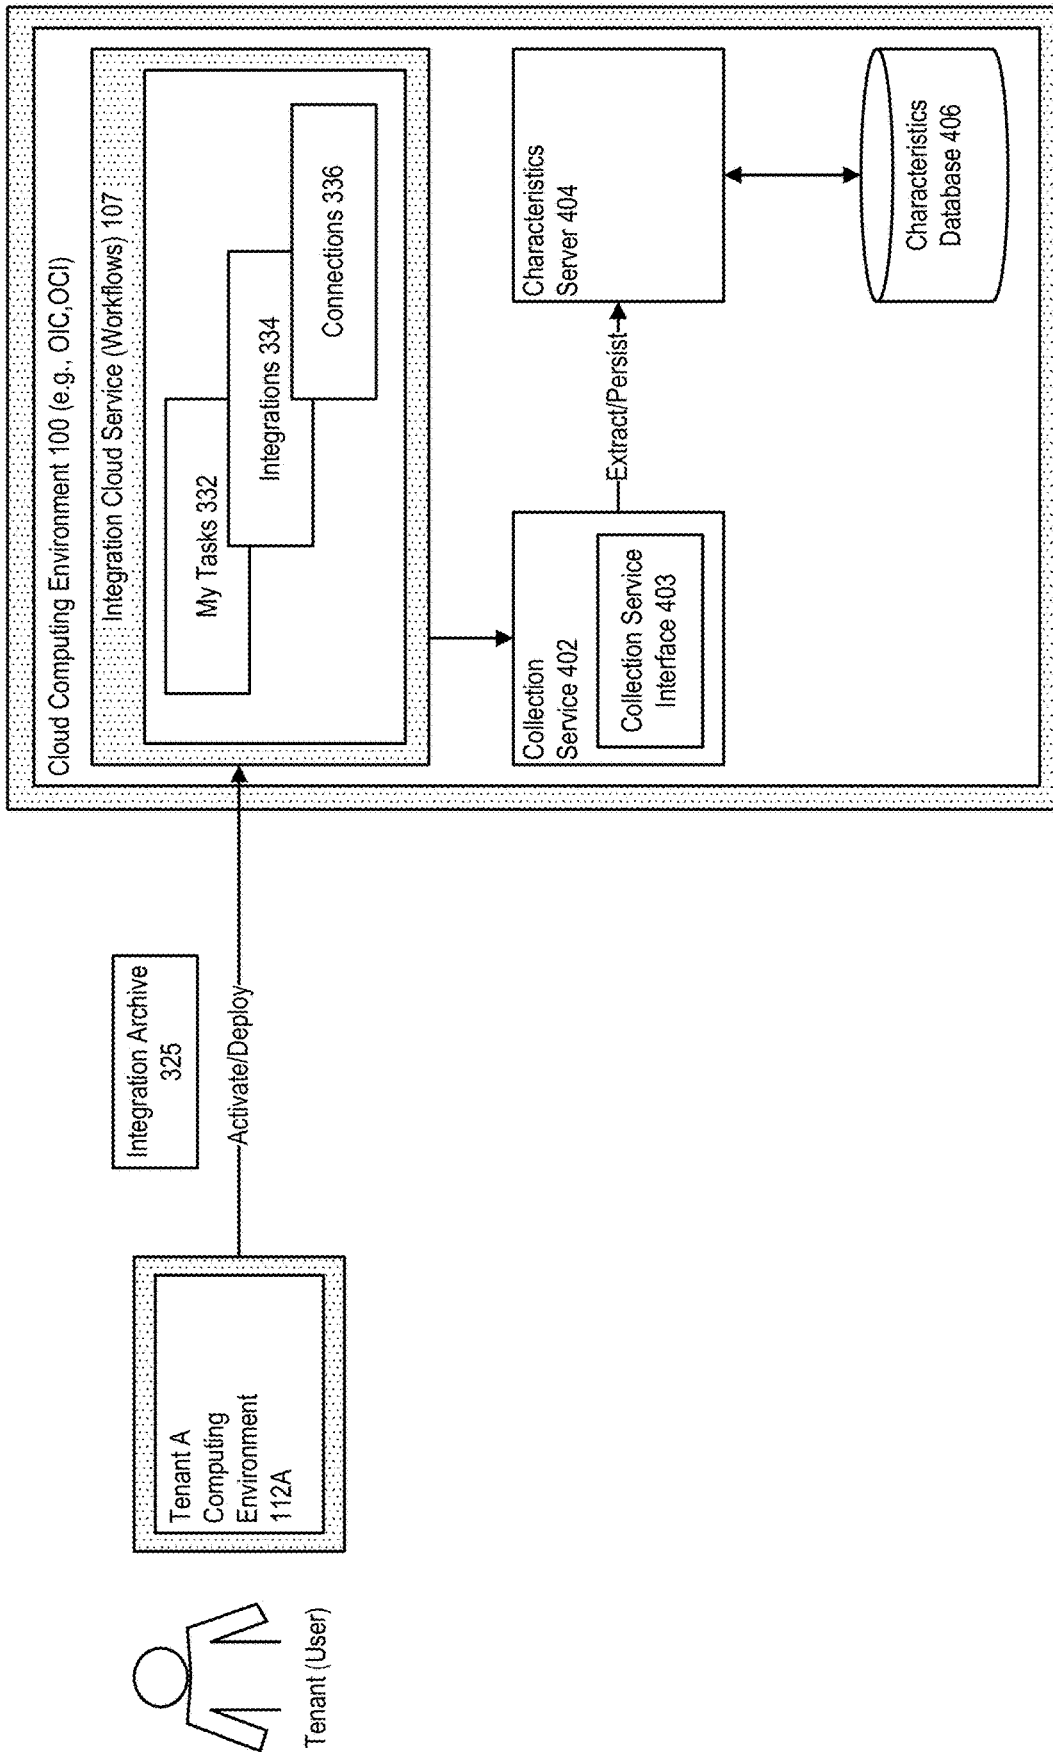 Cloud Computing Environment 100 (e.g., OIC,OCI)
Integration Cloud Service (Workflows) 107
My Tasks 332
Integrations 334
Connections 336
Integration Archive
325
Activate/Deploy
Tenant A
Computing
Environment
112A
Tenant (User)
Collection
Service 402
Collection Service
Interface 403
Extract/Persist
Characteristics
Server 404
Characteristics
Database 406